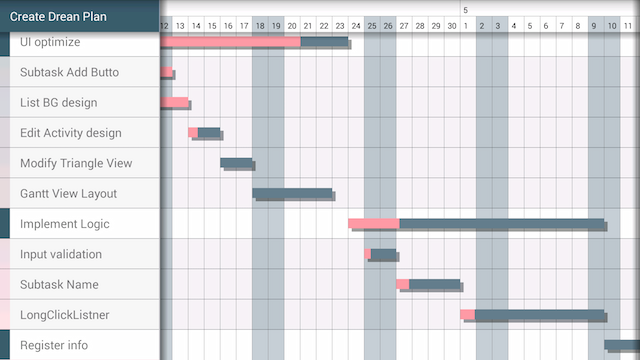 Create Drean Plan
5
12 13 14 15 16 17 18 19 20 21 22 23 24 25 26 27 28 29 30 1 2 3 4 5 6 7 8 9 10 11
UI optimize
Subtask Add Butto
List BG design
Edit Activity design
Modify Triangle View
Gantt View Layout
Implement Logic
Input validation
Subtask Name
LongClickListner
Register info